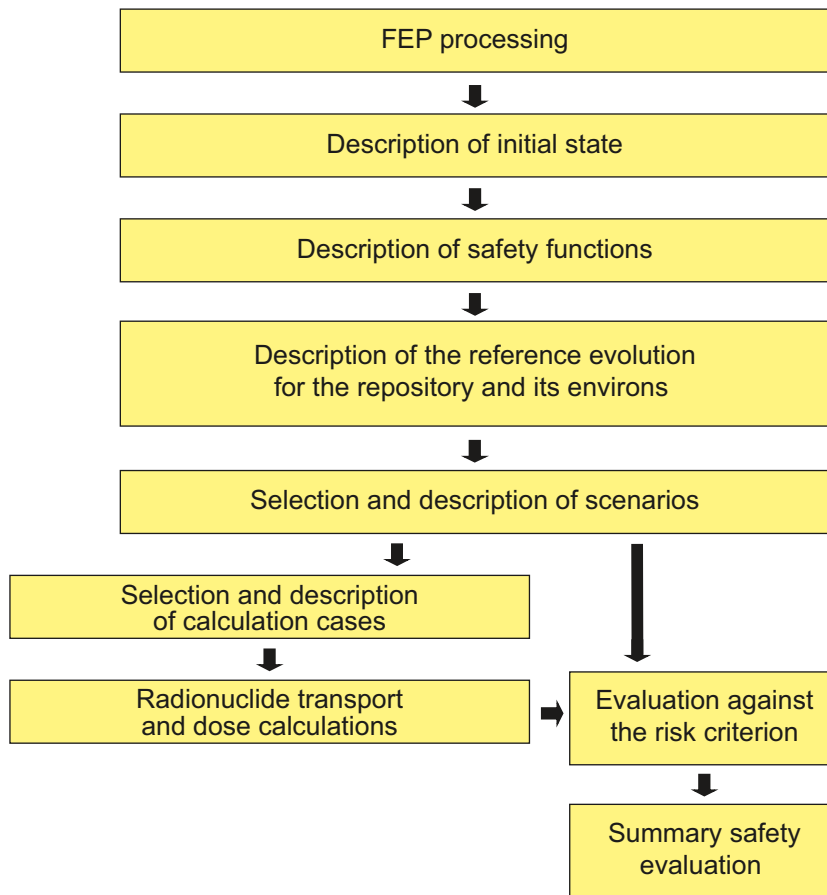 FEP processing
Description of initial state
Description of safety functions
Description of the reference evolution
for the repository and its environs
Selection and description of scenarios
Selection and description
of calculation cases
Radionuclide transport
and dose calculations
Evaluation against
the risk criterion
Summary safety
evaluation